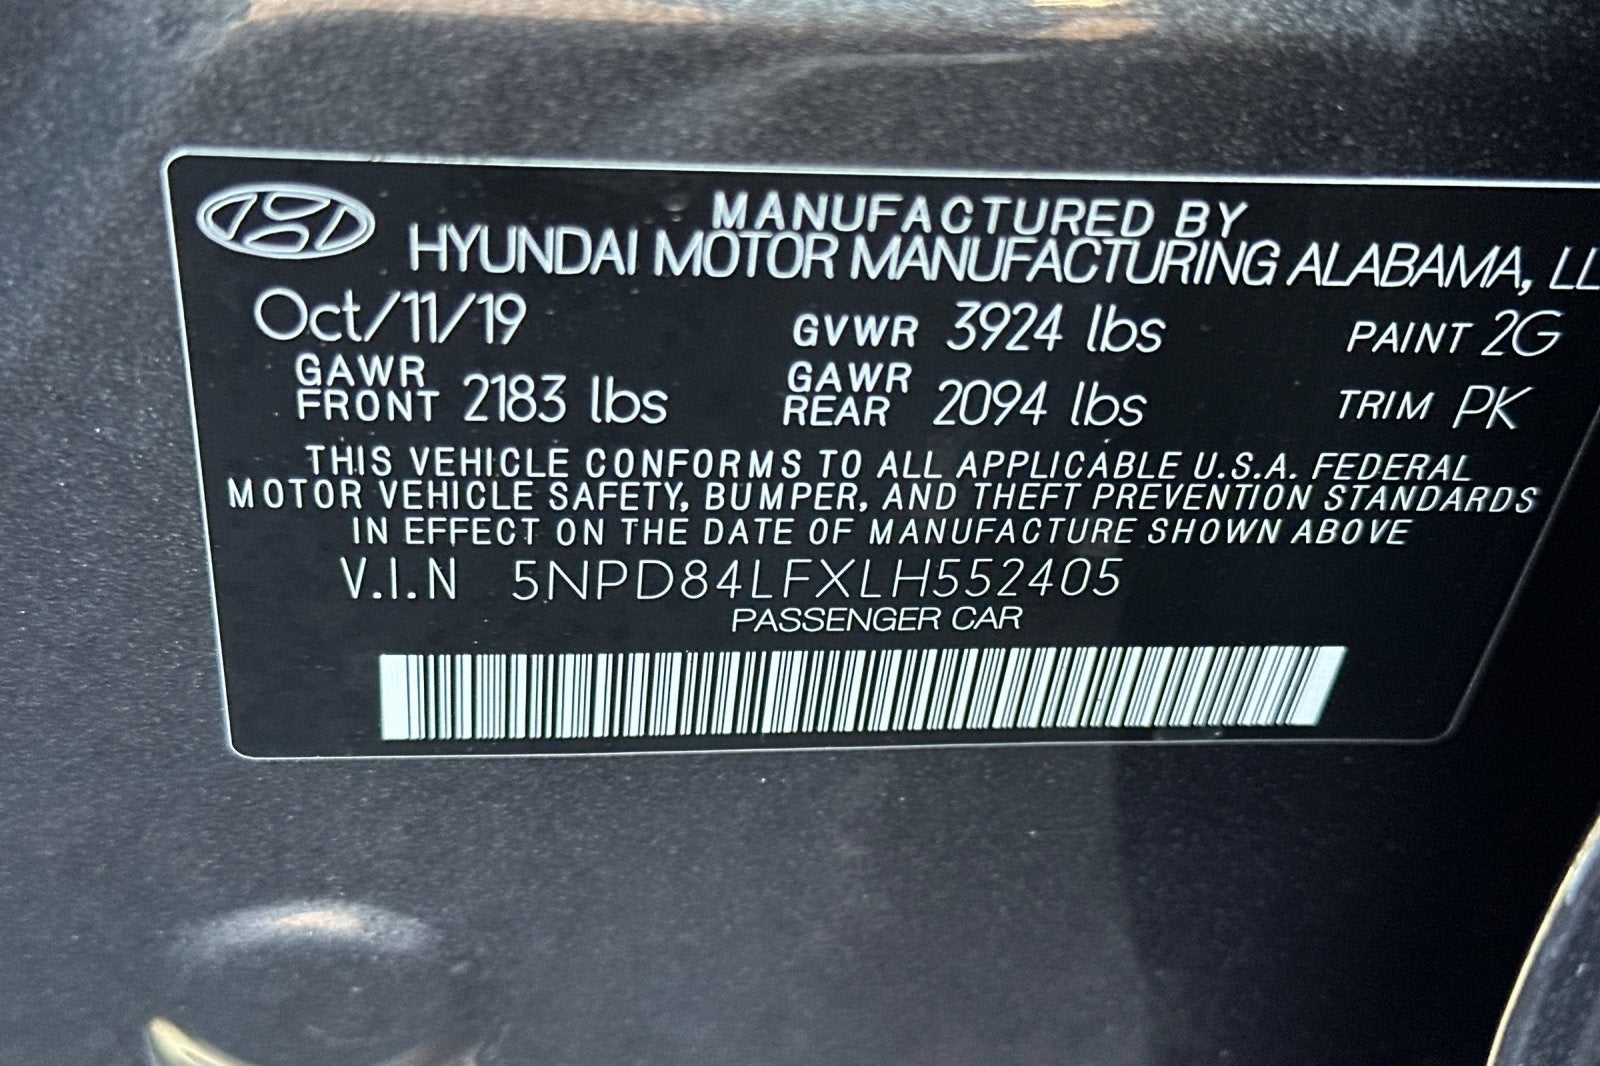 MANUFACTURED BY
HYUNDAI MOTOR MANUFACTURING ALABAMA, LL
Oct/11/19 GVWR 3924 lbs PAINT 2G
GAWR FRONT 2183 lbs GAWR REAR 2094 lbs TRIM PK
THIS VEHICLE CONFORMS TO ALL APPLICABLE U.S.A. FEDERAL
MOTOR VEHICLE SAFETY, BUMPER, AND THEFT PREVENTION STANDARDS
IN EFFECT ON THE DATE OF MANUFACTURE SHOWN ABOVE
V.I.N 5NPD84LFXLH552405
PASSENGER CAR